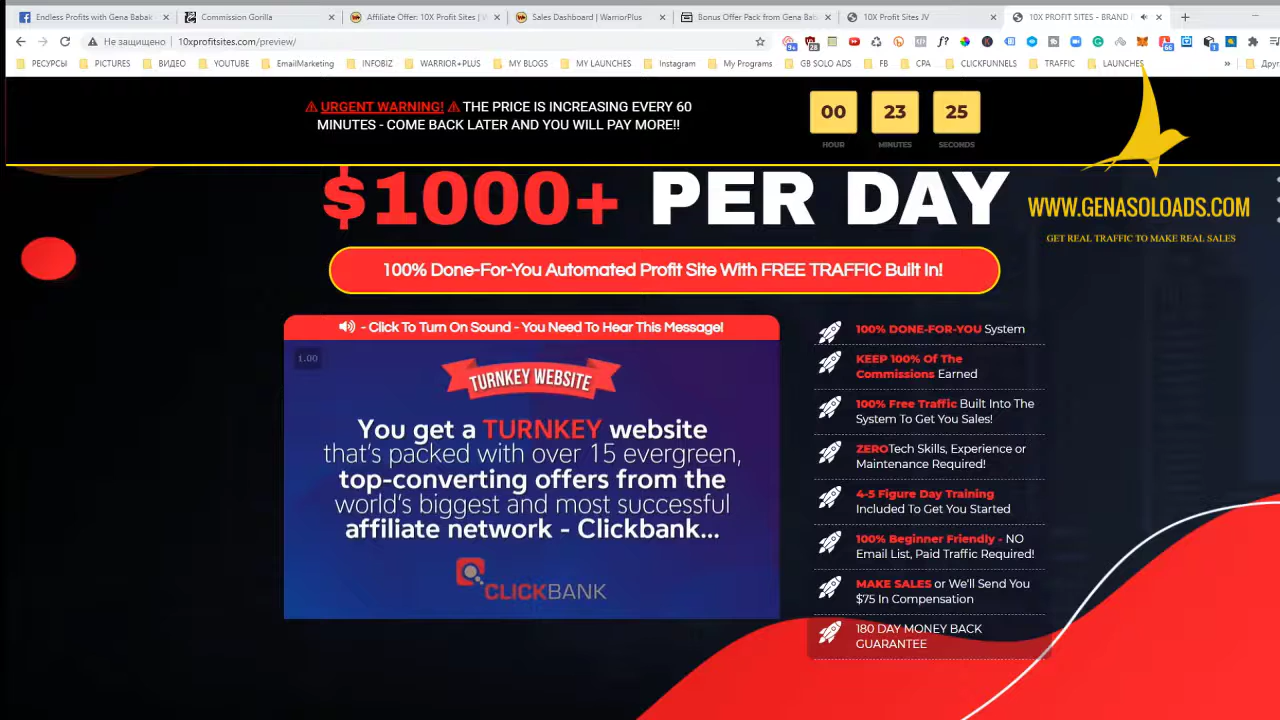 Endless Profits with Gena Babak
Commission Gorilla
Affiliate Offer: 10X Profit Sites | W
Sales Dashboard | WarriorPlus
Bonus Offer Pack from Gena Bab
10X Profit Sites JV
10X PROFIT SITES - BRAND
Не защищено
10xprofitsites.com/preview/
РЕСУРСЫ
PICTURES
ВИДЕО
YOUTUBE
EmailMarketing
INFOBIZ
WARRIOR+PLUS
MY BLOGS
MY LAUNCHES
Instagram
My Programs
GB SOLO ADS
FB
CPA
CLICKFUNNELS
TRAFFIC
LAUNCHES
»
Друг
URGENT WARNING! THE PRICE IS INCREASING EVERY 60
MINUTES - COME BACK LATER AND YOU WILL PAY MORE!!
00 23 25
HOUR MINUTES SECONDS
$1000+ PER DAY
WWW.GENASOLOADS.COM
GET REAL TRAFFIC TO MAKE REAL SALES
100% Done-For-You Automated Profit Site With FREE TRAFFIC Built In!
- Click To Turn On Sound - You Need To Hear This Message!
1.00
TURNKEY WEBSITE
You get a TURNKEY website
that's packed with over 15 evergreen,
top-converting offers from the
world's biggest and most successful
affiliate network - Clickbank...
CLICKBANK
100% DONE-FOR-YOU System
KEEP 100% Of The
Commissions Earned
100% Free Traffic Built Into The
System To Get You Sales!
ZEROTech Skills, Experience or
Maintenance Required!
4-5 Figure Day Training
Included To Get You Started
100% Beginner Friendly - NO
Email List, Paid Traffic Required!
MAKE SALES or We'll Send You
$75 In Compensation
180 DAY MONEY BACK
GUARANTEE